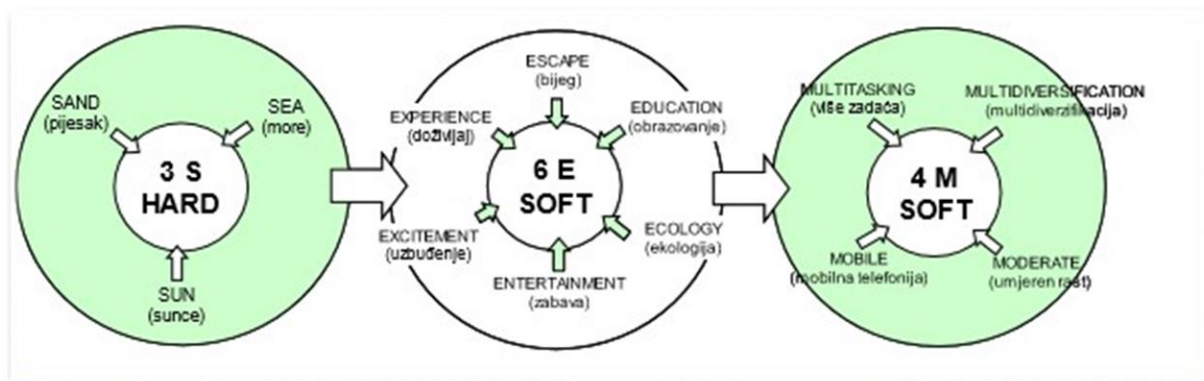 SAND
(pijesak)
SEA
(more)
3 S
HARD
SUN
(sunce)
ESCAPE
(bijeg)
EXPERIENCE
(doživljaj)
EDUCATION
(obrazovanje)
6 E
SOFT
EXCITEMENT
(uzbuđenje)
ECOLOGY
(ekologija)
ENTERTAINMENT
(zabava)
MULTITASKING
(više zadaća)
MULTIDIVERSIFICATION
(multidiverzifikacija)
4 M
SOFT
MOBILE
(mobilna telefonija)
MODERATE
(umjeren rast)